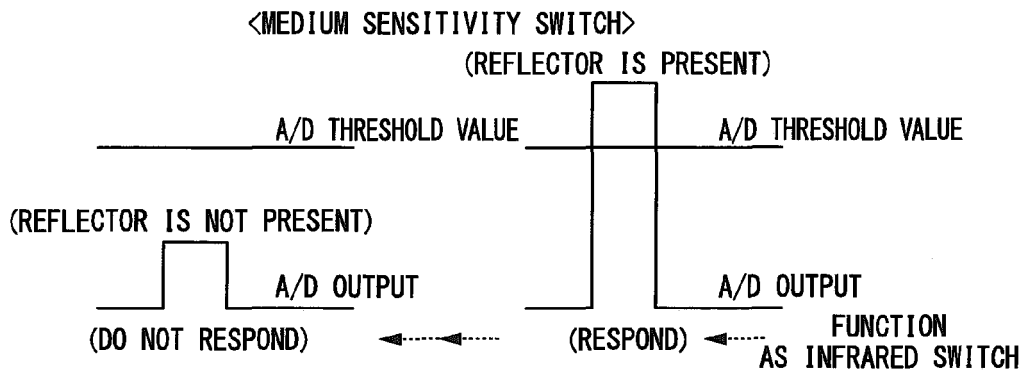 <MEDIUM SENSITIVITY SWITCH>
(REFLECTOR IS PRESENT)
A/D THRESHOLD VALUE
A/D THRESHOLD VALUE
(REFLECTOR IS NOT PRESENT)
A/D OUTPUT
A/D OUTPUT
(DO NOT RESPOND)
(RESPOND)
FUNCTION
AS INFRARED SWITCH